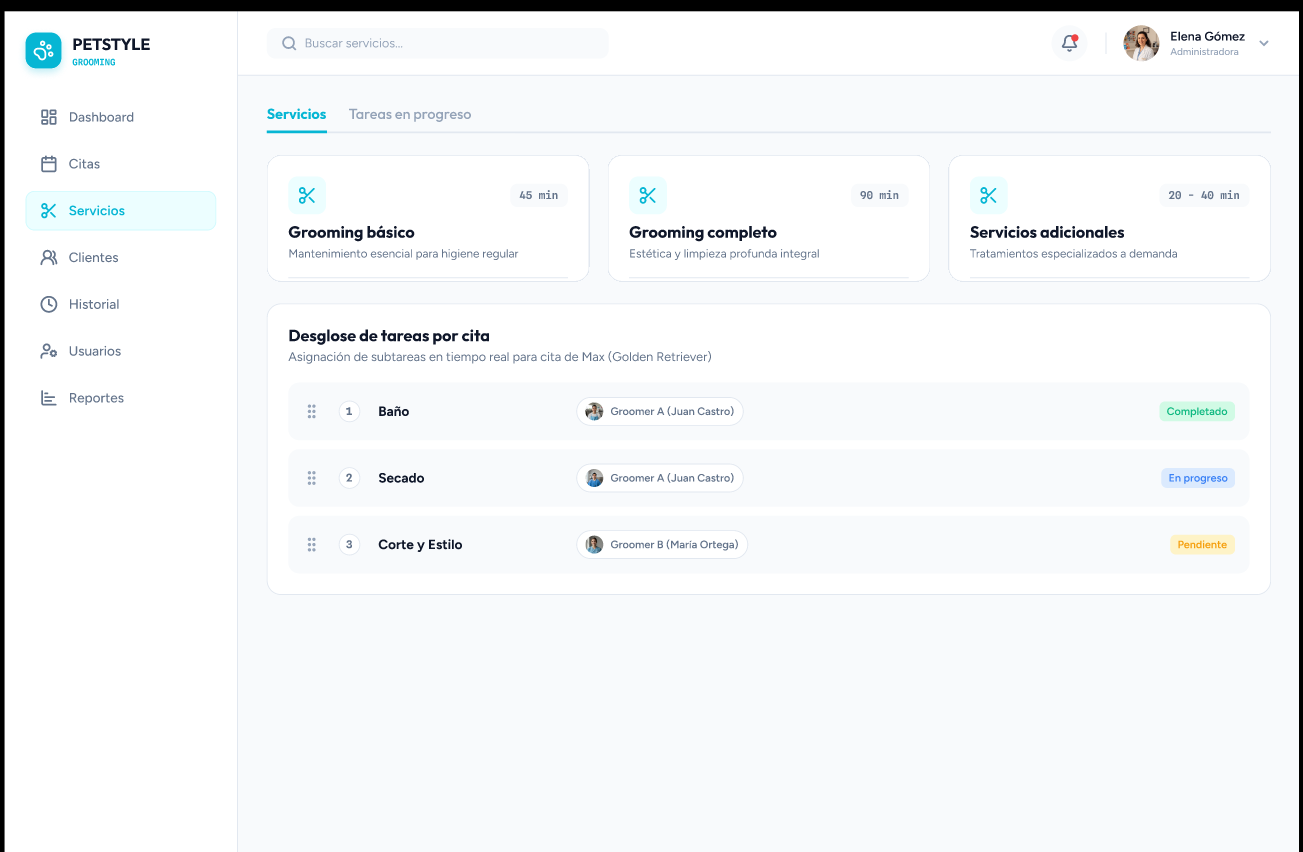 PETSTYLE
GROOMING
Buscar servicios...
Elena Gómez
Administradora
Dashboard
Citas
Servicios
Clientes
Historial
Usuarios
Reportes
Servicios
Tareas en progreso
45 min
Grooming básico
Mantenimiento esencial para higiene regular
90 min
Grooming completo
Estética y limpieza profunda integral
20 - 40 min
Servicios adicionales
Tratamientos especializados a demanda
Desglose de tareas por cita
Asignación de subtareas en tiempo real para cita de Max (Golden Retriever)
1 Baño Groomer A (Juan Castro) Completado
2 Secado Groomer A (Juan Castro) En progreso
3 Corte y Estilo Groomer B (María Ortega) Pendiente